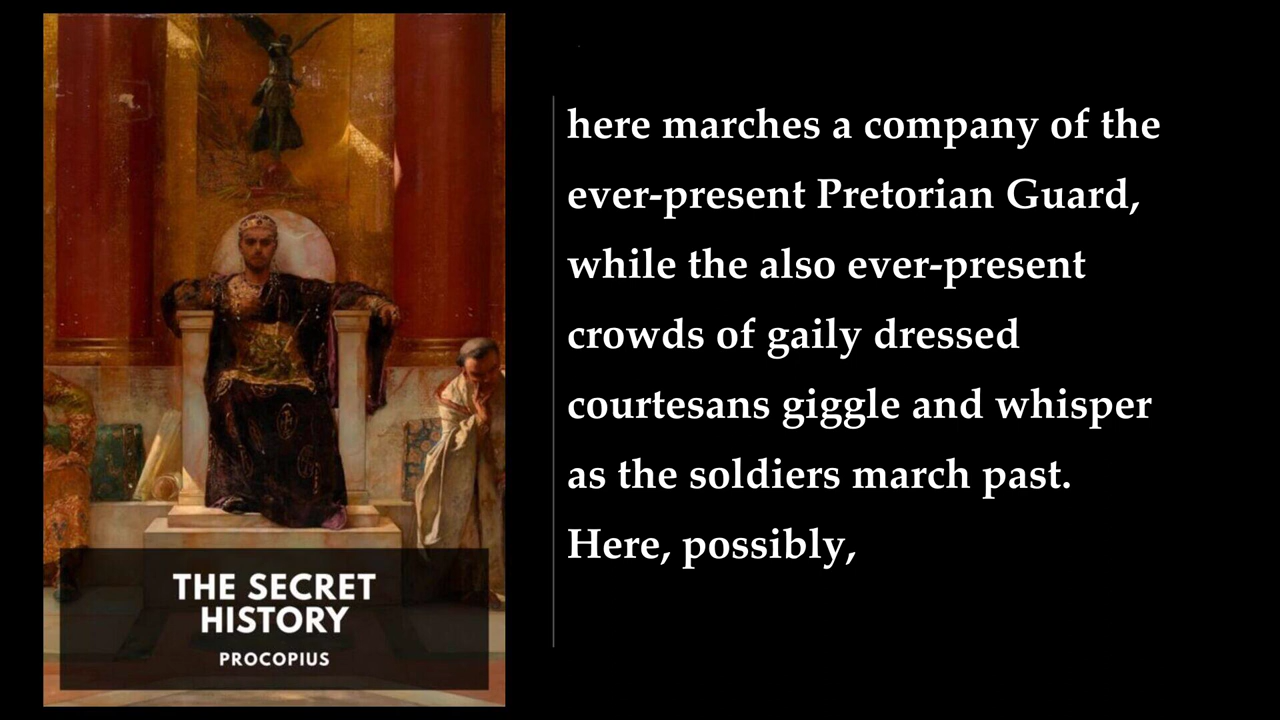 THE SECRET
HISTORY
PROCOPIUS
here marches a company of the
ever-present Pretorian Guard,
while the also ever-present
crowds of gaily dressed
courtesans giggle and whisper
as the soldiers march past.
Here, possibly,